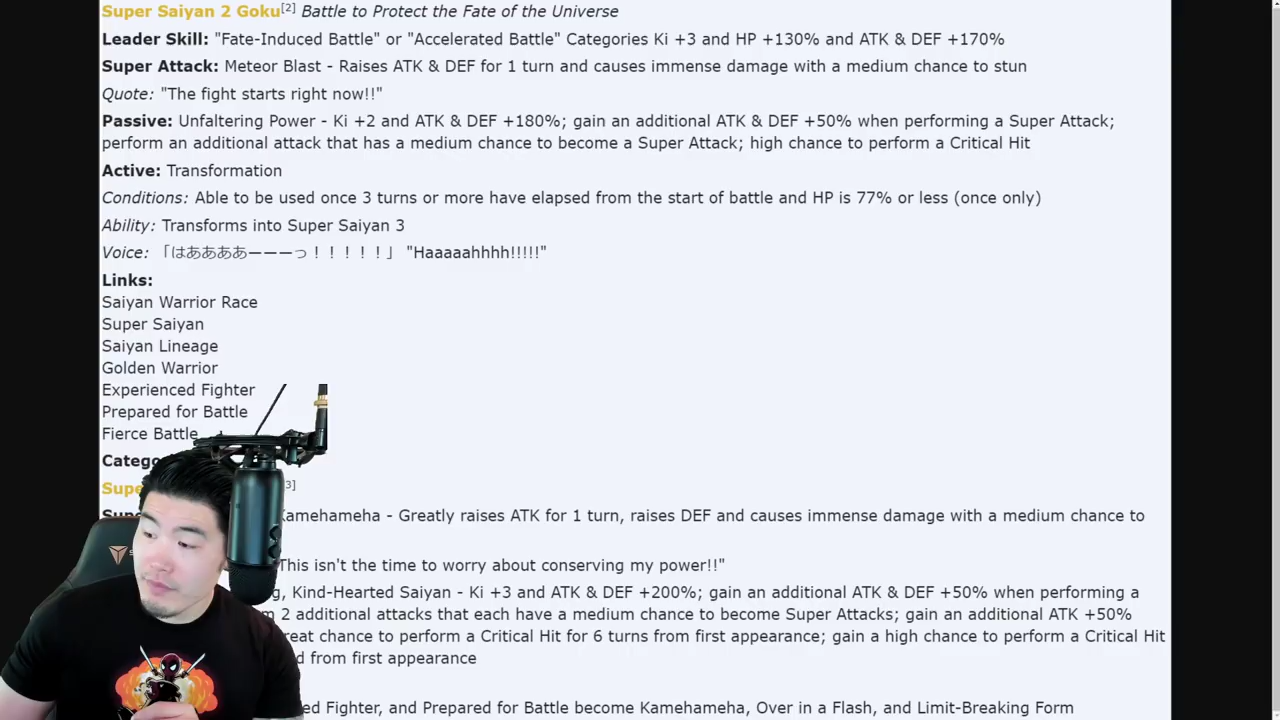 Super Saiyan 2 Goku[2] Battle to Protect the Fate of the Universe
Leader Skill: "Fate-Induced Battle" or "Accelerated Battle" Categories Ki +3 and HP +130% and ATK & DEF +170%
Super Attack: Meteor Blast - Raises ATK & DEF for 1 turn and causes immense damage with a medium chance to stun
Quote: "The fight starts right now!!"
Passive: Unfaltering Power - Ki +2 and ATK & DEF +180%; gain an additional ATK & DEF +50% when performing a Super Attack;
perform an additional attack that has a medium chance to become a Super Attack; high chance to perform a Critical Hit
Active: Transformation
Conditions: Able to be used once 3 turns or more have elapsed from the start of battle and HP is 77% or less (once only)
Ability: Transforms into Super Saiyan 3
Voice: 「はああああーーーっ！！！！！」 "Haaaaahhhh!!!!!"
Links:
Saiyan Warrior Race
Super Saiyan
Saiyan Lineage
Golden Warrior
Experienced Fighter
Prepared for Battle
Fierce Battle
[3]
Kamehameha - Greatly raises ATK for 1 turn, raises DEF and causes immense damage with a medium chance to
This isn't the time to worry about conserving my power!!"
Kind-Hearted Saiyan - Ki +3 and ATK & DEF +200%; gain an additional ATK & DEF +50% when performing a
2 additional attacks that each have a medium chance to become Super Attacks; gain an additional ATK +50%
chance to perform a Critical Hit for 6 turns from first appearance; gain a high chance to perform a Critical Hit
from first appearance
Fighter, and Prepared for Battle become Kamehameha, Over in a Flash, and Limit-Breaking Form